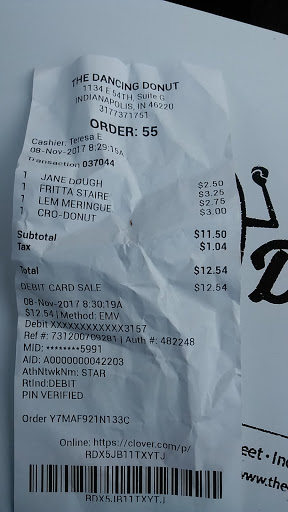 THE DANCING DONUT
1134 E 54TH, Suite G
INDIANAPOLIS, IN 46220
3177371751
ORDER: 55
Cashier: Teresa E
08-Nov-2017 8:29:15A
Transaction 037044
1 JANE DOUGH $2.50
1 FRITTA STAIRE $3.25
1 LEM MERINGUE $2.75
1 CRO-DONUT $3.00
Subtotal $11.50
Tax $1.04
Total $12.54
DEBIT CARD SALE $12.54
08-Nov-2017 8:30:19A
$12.54 | Method: EMV
Debit XXXXXXXXXXXX3157
Ref #: 731200709281 | Auth #: 482248
MID: ********5991
AID: A0000000042203
AthNtwkNm: STAR
RtInd:DEBIT
PIN VERIFIED
Order Y7MAF921N133C
Online: https://clover.com/p/
RDX5JB11TXYTJ
RDX5JB11TXYTJ
D
eet • In
www.the